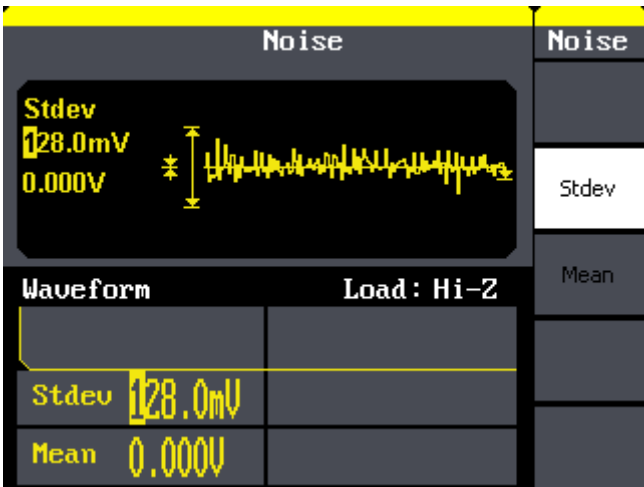 Noise
Noise
Stdev
128.0mV
0.000V
Stdev
Mean
Waveform Load: Hi-Z
Stdev 128.0mV
Mean 0.000V